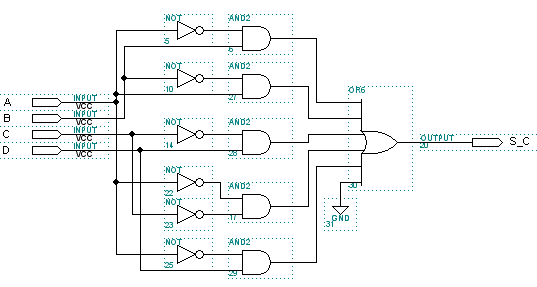 NOT AND2
5 6
NOT AND2
10 27
OR6
A INPUT
VCC
B INPUT
VCC
C INPUT
VCC
D INPUT
VCC
NOT AND2
14 28
OUTPUT S_C
20
NOT
22 AND2
30
NOT 17
23 GND
31
NOT AND2
25 29